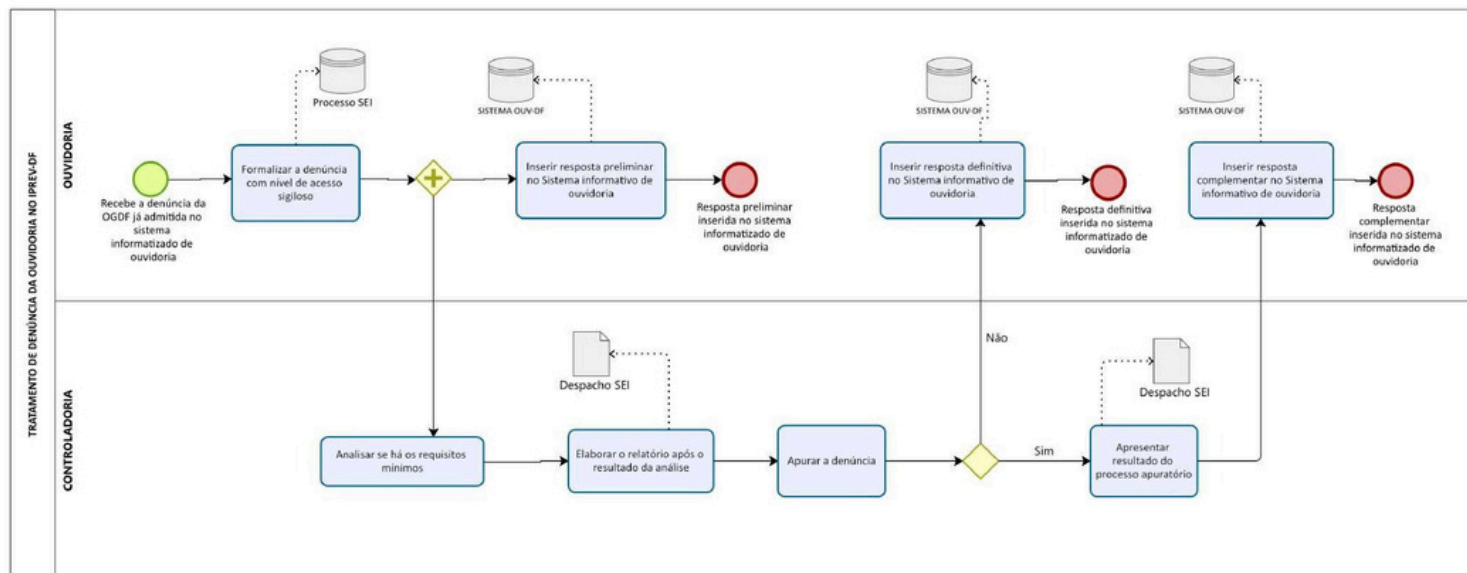 TRATAMENTO DE DENÚNCIA DA OUVIDORIA NO IPREV-DF
OUVIDORIA
Processo SEI
SISTEMA OUV-DF
SISTEMA OUV-DF
SISTEMA OUV-DF
Recebe a denúncia da
OGDF já admitida no
sistema
informatizado de
ouvidoria
Formalizar a denúncia
com nivel de acesso
sigiloso
Inserir resposta preliminar
no Sistema informativo de
ouvidoria
Resposta preliminar
inserida no sistema
informatizado de
ouvidoria
Inserir resposta definitiva
no Sistema informativo de
ouvidoria
Resposta definitiva
inserida no sistema
informatizado de
ouvidoria
Inserir resposta
complementar no Sistema
informativo de ouvidoria
Resposta
complementar
inserida no sistema
informatizado de
ouvidoria
CONTROLADORIA
Analisar se há os requisitos
mínimos
Despacho SEI
Elaborar o relatório após o
resultado da análise
Apurar a denúncia
Não
Sim
Despacho SEI
Apresentar
resultado do
processo apuratório